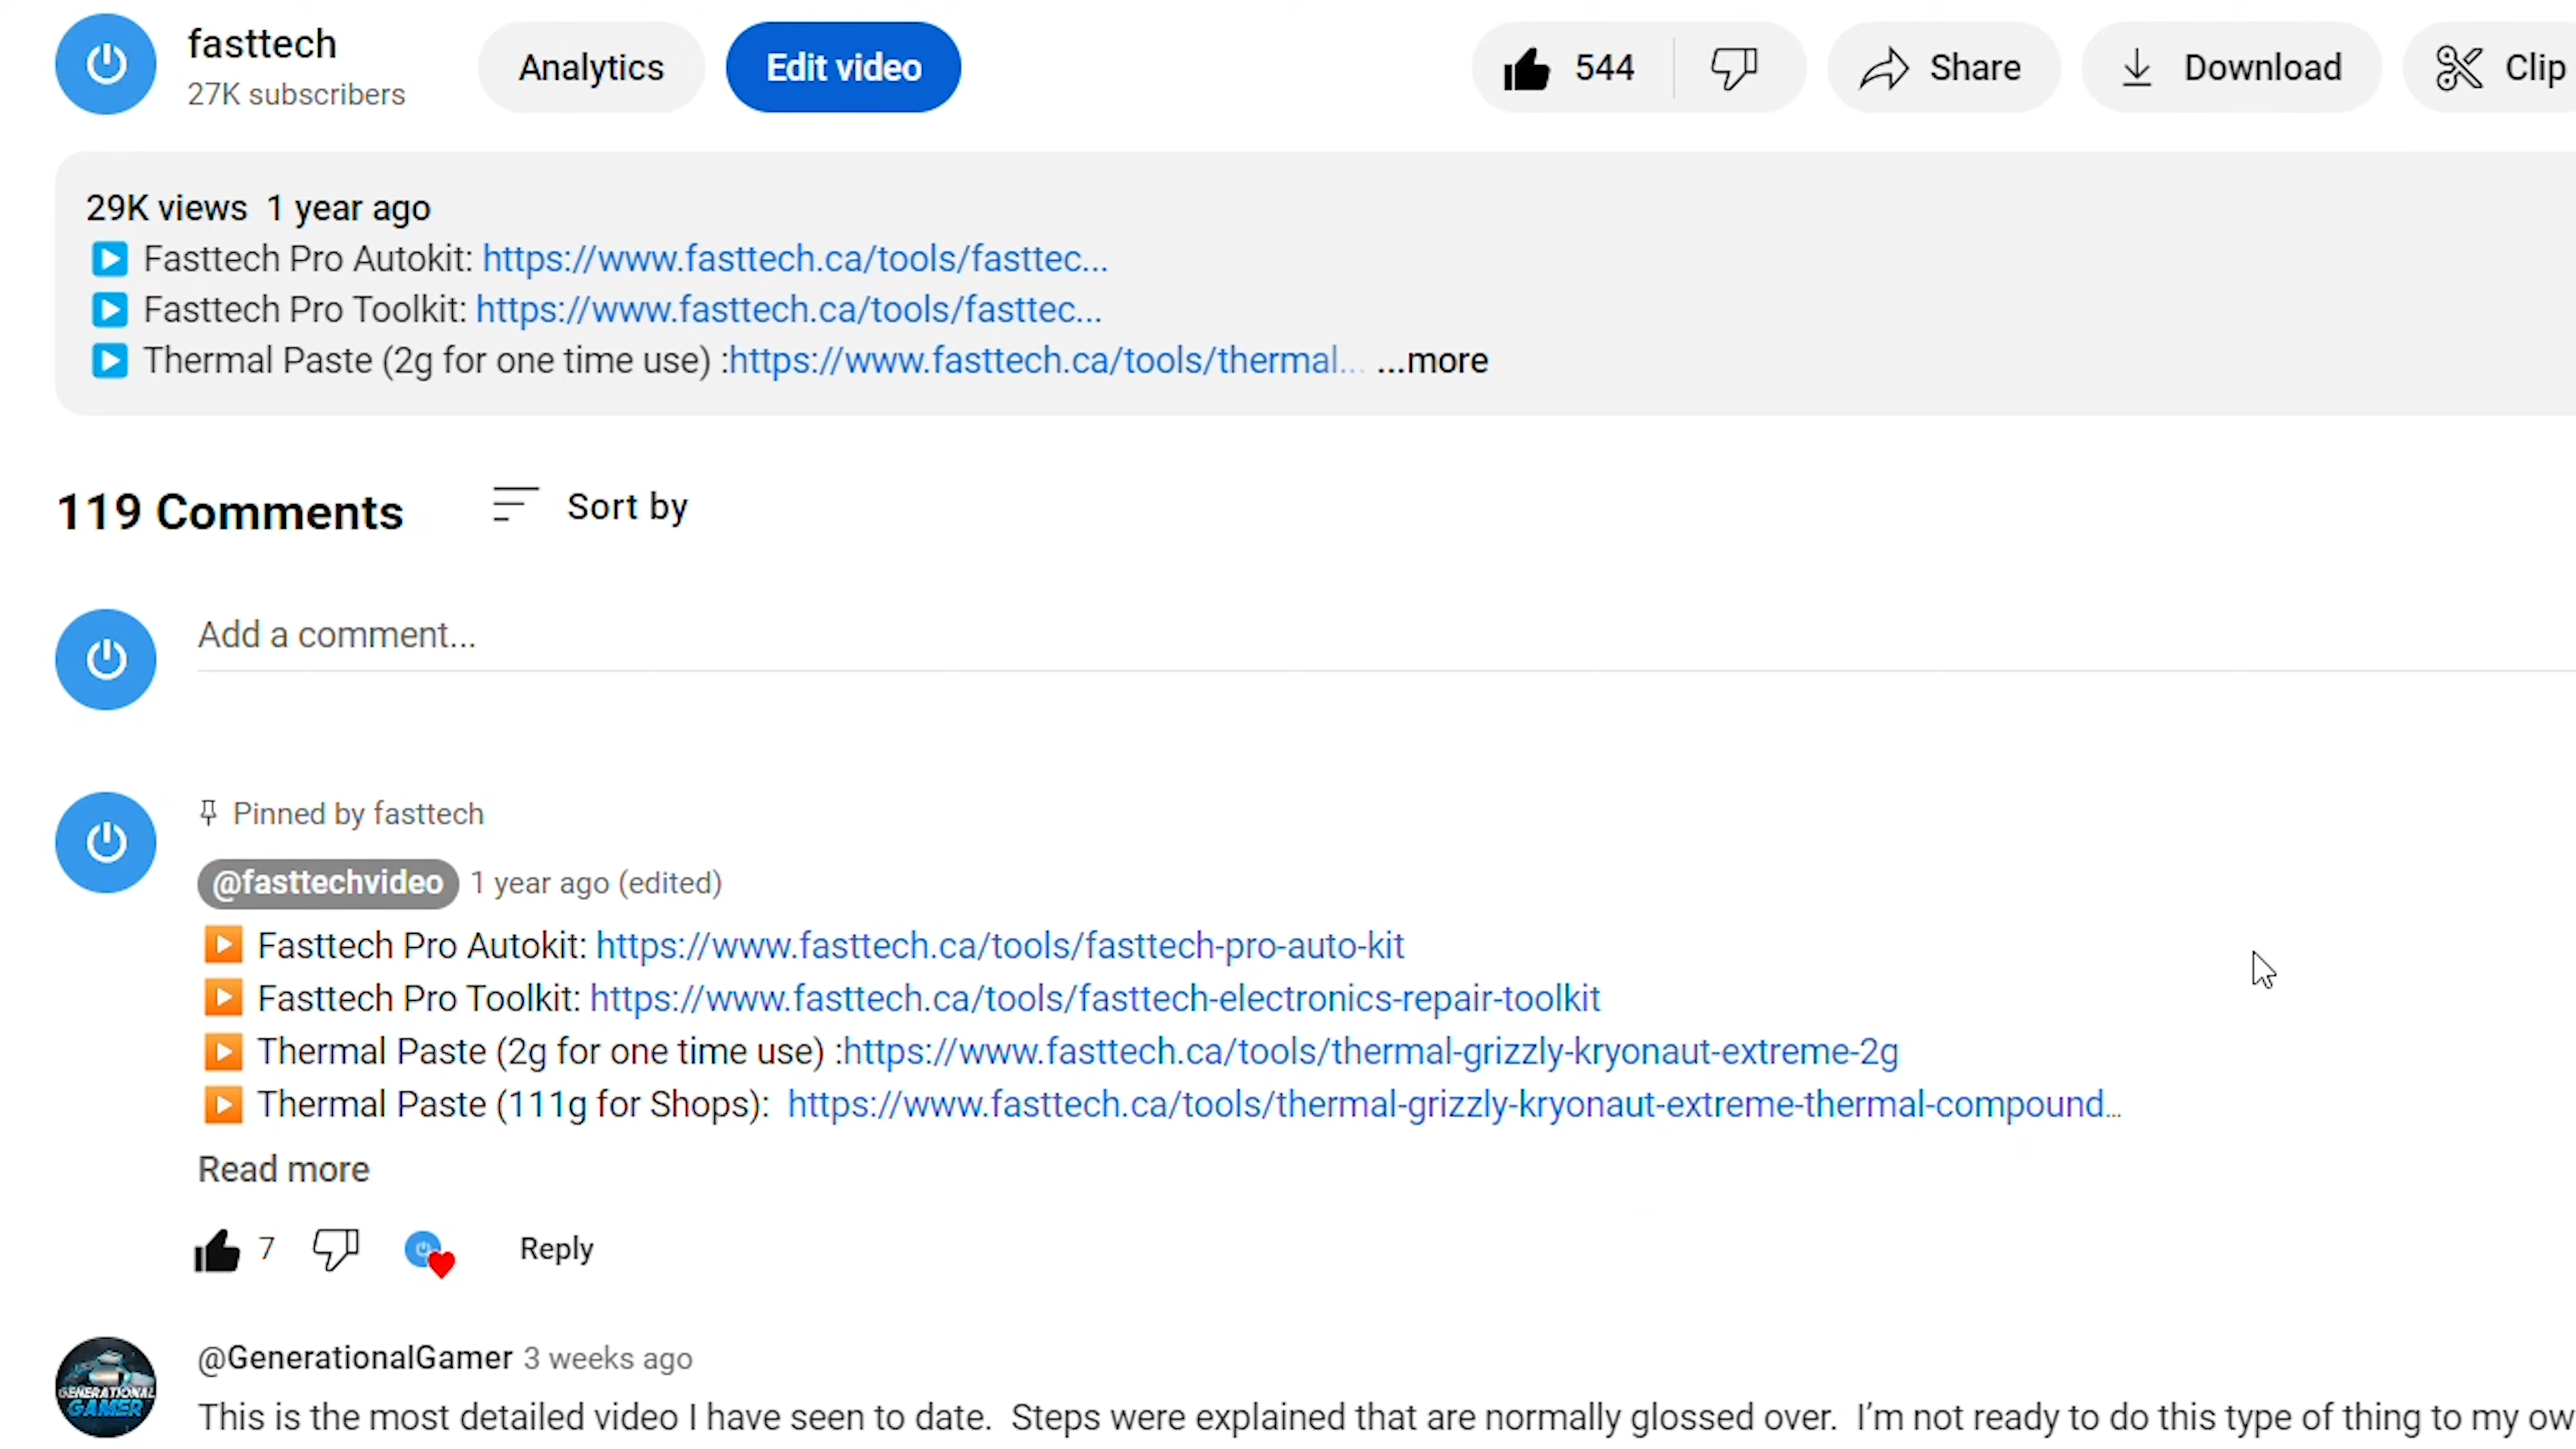 fasttech
27K subscribers
Analytics
Edit video
544
Share
Download
Clip
29K views 1 year ago
Fasttech Pro Autokit: https://www.fasttech.ca/tools/fasttec...
Fasttech Pro Toolkit: https://www.fasttech.ca/tools/fasttec...
Thermal Paste (2g for one time use) :https://www.fasttech.ca/tools/thermal... ...more
119 Comments
Sort by
Add a comment...
Pinned by fasttech
@fasttechvideo 1 year ago (edited)
Fasttech Pro Autokit: https://www.fasttech.ca/tools/fasttech-pro-auto-kit
Fasttech Pro Toolkit: https://www.fasttech.ca/tools/fasttech-electronics-repair-toolkit
Thermal Paste (2g for one time use) :https://www.fasttech.ca/tools/thermal-grizzly-kryonaut-extreme-2g
Thermal Paste (111g for Shops): https://www.fasttech.ca/tools/thermal-grizzly-kryonaut-extreme-thermal-compound...
Read more
7
Reply
GENERATIONAL
GAMER
@GenerationalGamer 3 weeks ago
This is the most detailed video I have seen to date. Steps were explained that are normally glossed over. I'm not ready to do this type of thing to my ow